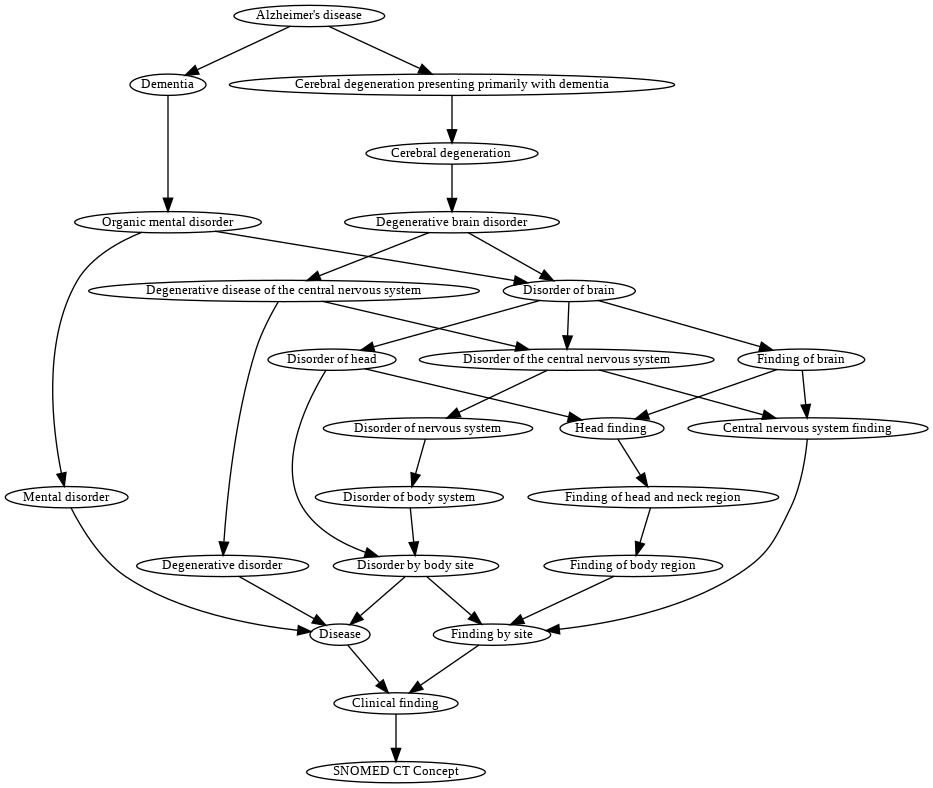 Alzheimer's disease
Dementia
Cerebral degeneration presenting primarily with dementia
Cerebral degeneration
Organic mental disorder
Degenerative brain disorder
Degenerative disease of the central nervous system
Disorder of brain
Disorder of head
Disorder of the central nervous system
Finding of brain
Disorder of nervous system
Head finding
Central nervous system finding
Mental disorder
Disorder of body system
Finding of head and neck region
Degenerative disorder
Disorder by body site
Finding of body region
Disease
Finding by site
Clinical finding
SNOMED CT Concept